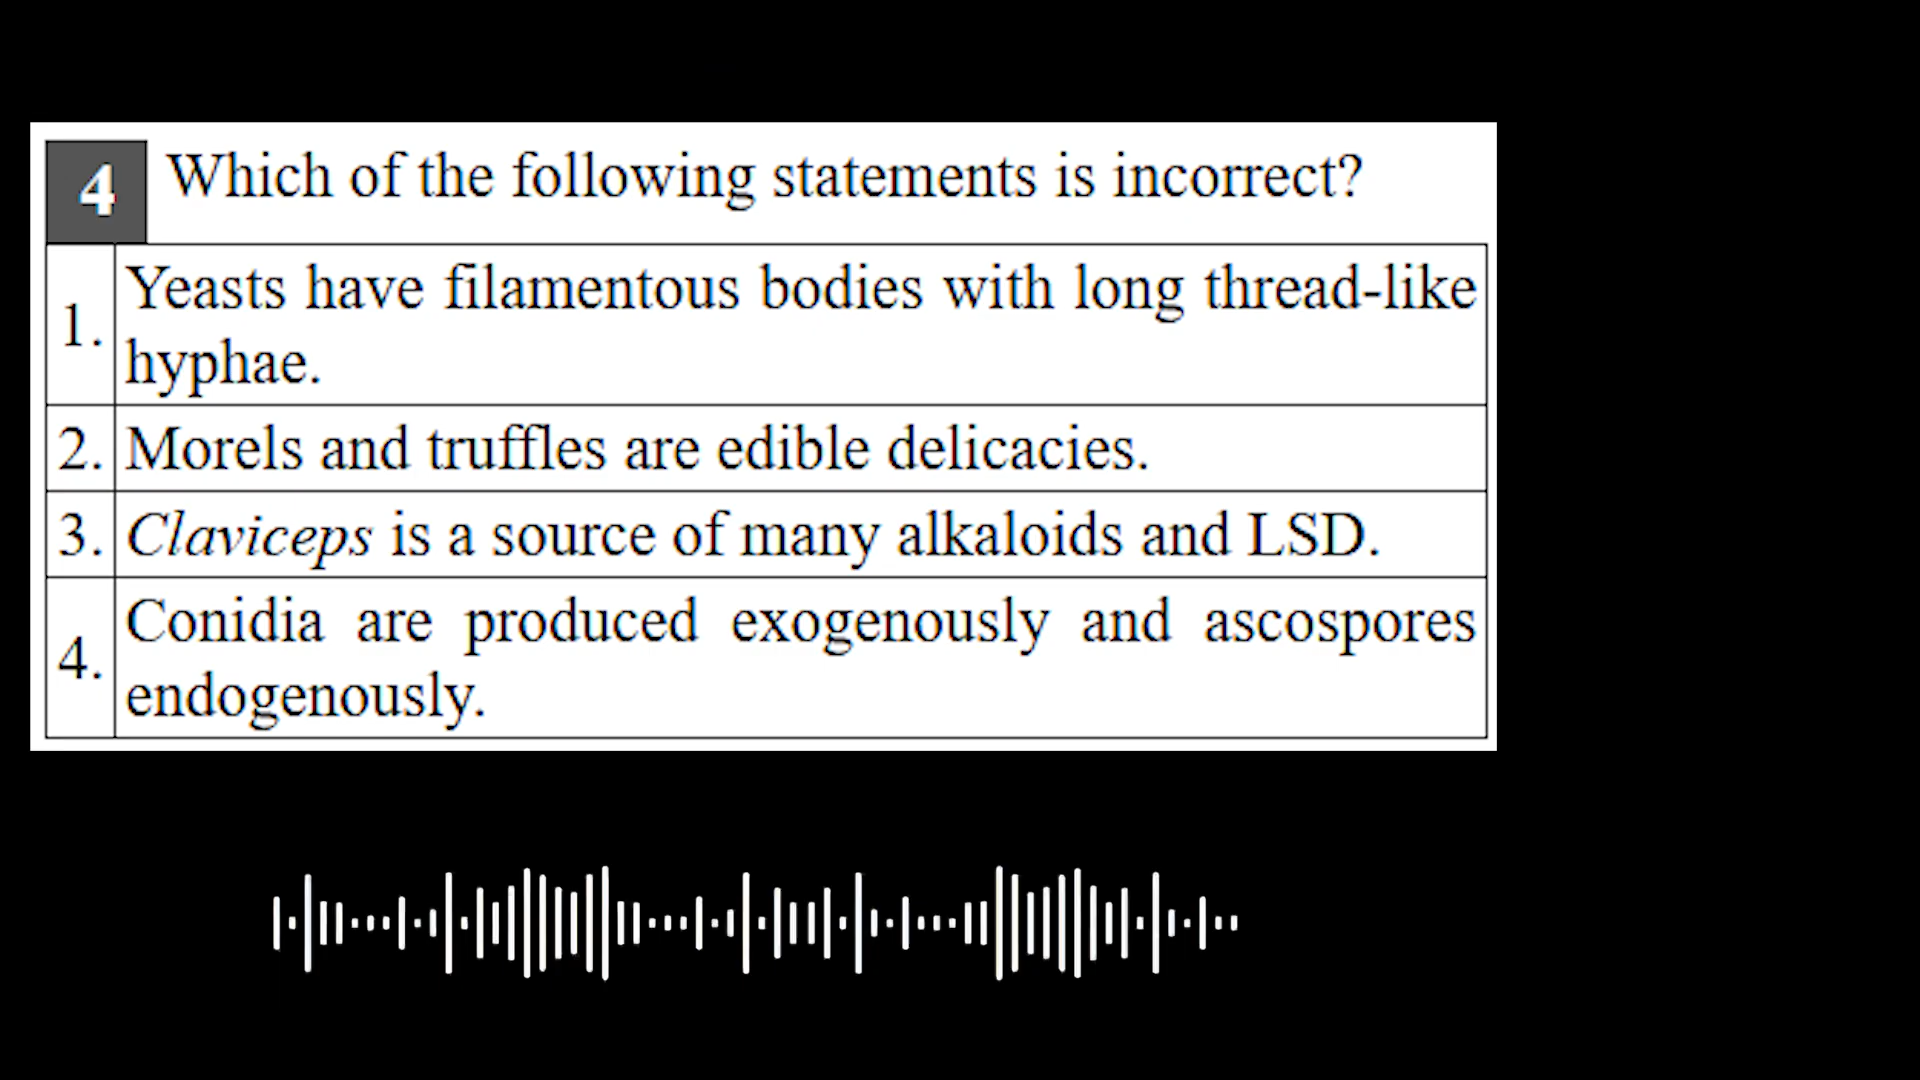 4 Which of the following statements is incorrect?
1. Yeasts have filamentous bodies with long thread-like
hyphae.
2. Morels and truffles are edible delicacies.
3. Claviceps is a source of many alkaloids and LSD.
4. Conidia are produced exogenously and ascospores
endogenously.